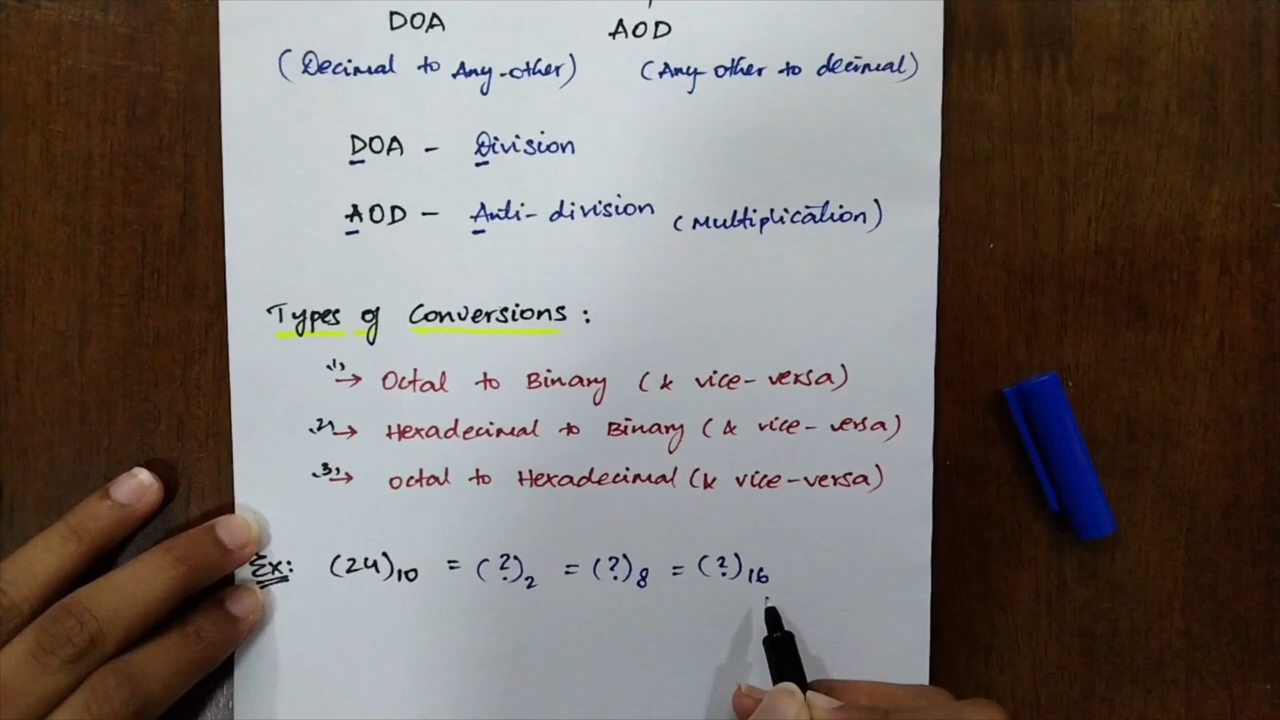 DOA AOD
(Decimal to Any-other) (Any other to decimal)
DOA - Division
AOD - Anti-division (Multiplication)
Types of Conversions:
1) → Octal to Binary (& vice-versa)
2) → Hexadecimal to Binary (& vice-versa)
3) → octal to Hexadecimal (& vice-versa)
Ex: (24)₁₀ = (?)₂ = (?)₈ = (?)₁₆